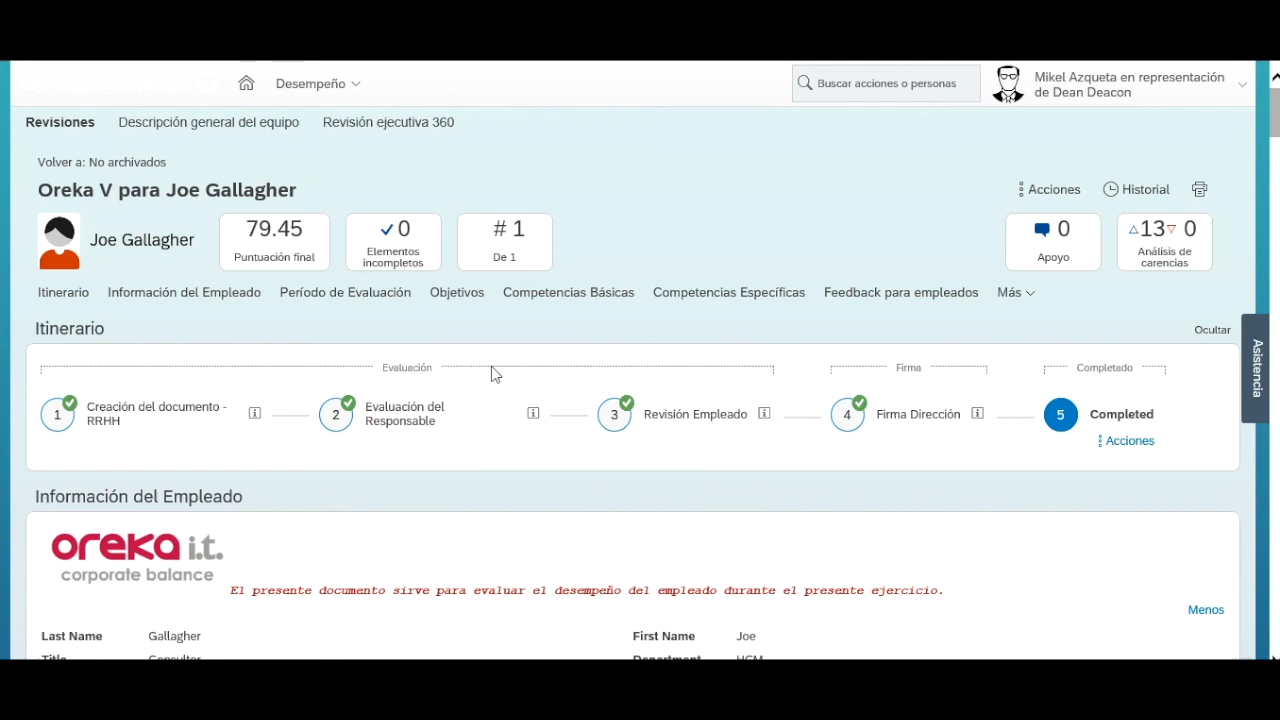 Desempeño
Buscar acciones o personas
Mikel Azqueta en representación
de Dean Deacon
Revisiones
Descripción general del equipo
Revisión ejecutiva 360
Volver a: No archivados
Oreka V para Joe Gallagher
Acciones
Historial
Joe Gallagher
79.45
Puntuación final
0
Elementos
incompletos
# 1
De 1
0
Apoyo
13 0
Análisis de
carencias
Itinerario
Información del Empleado
Período de Evaluación
Objetivos
Competencias Básicas
Competencias Específicas
Feedback para empleados
Más
Itinerario
Ocultar
Asistencia
Evaluación
Firma
Completado
1
Creación del documento -
RRHH
2
Evaluación del
Responsable
3
Revisión Empleado
4
Firma Dirección
5
Completed
Acciones
Información del Empleado
oreka i.t.
corporate balance
El presente documento sirve para evaluar el desempeño del empleado durante el presente ejercicio.
Menos
Last Name
Gallagher
First Name
Joe
Title
Consultor
Department
HCM